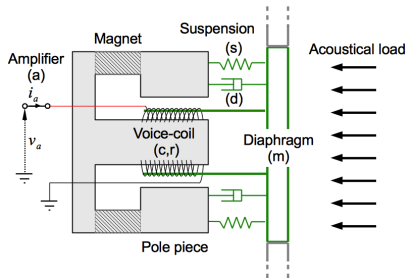 Suspension
(s)
Magnet
Acoustical load
Amplifier
(a)
i_a
(d)
v_a
Voice-coil
(c,r)
Diaphragm
(m)
Pole piece